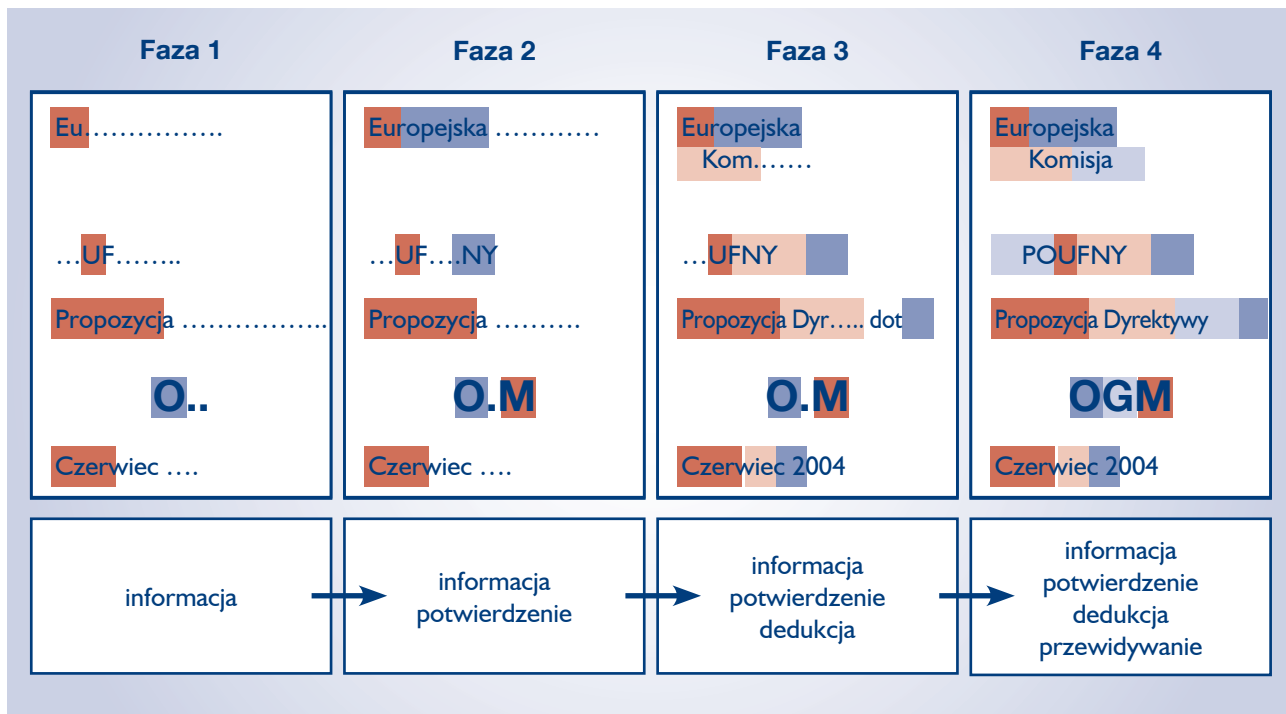 Faza 1
Eu…………….
…UF……..
Propozycja ……………..
O..
Czerwiec ….
informacja
Faza 2
Europejska …………
…UF….NY
Propozycja ……….
O.M
Czerwiec ….
informacja
potwierdzenie
Faza 3
Europejska
Kom.……
…UFNY
Propozycja Dyr….. dot
O.M
Czerwiec 2004
informacja
potwierdzenie
dedukcja
Faza 4
Europejska
Komisja
POUFNY
Propozycja Dyrektywy
OGM
Czerwiec 2004
informacja
potwierdzenie
dedukcja
przewidywanie